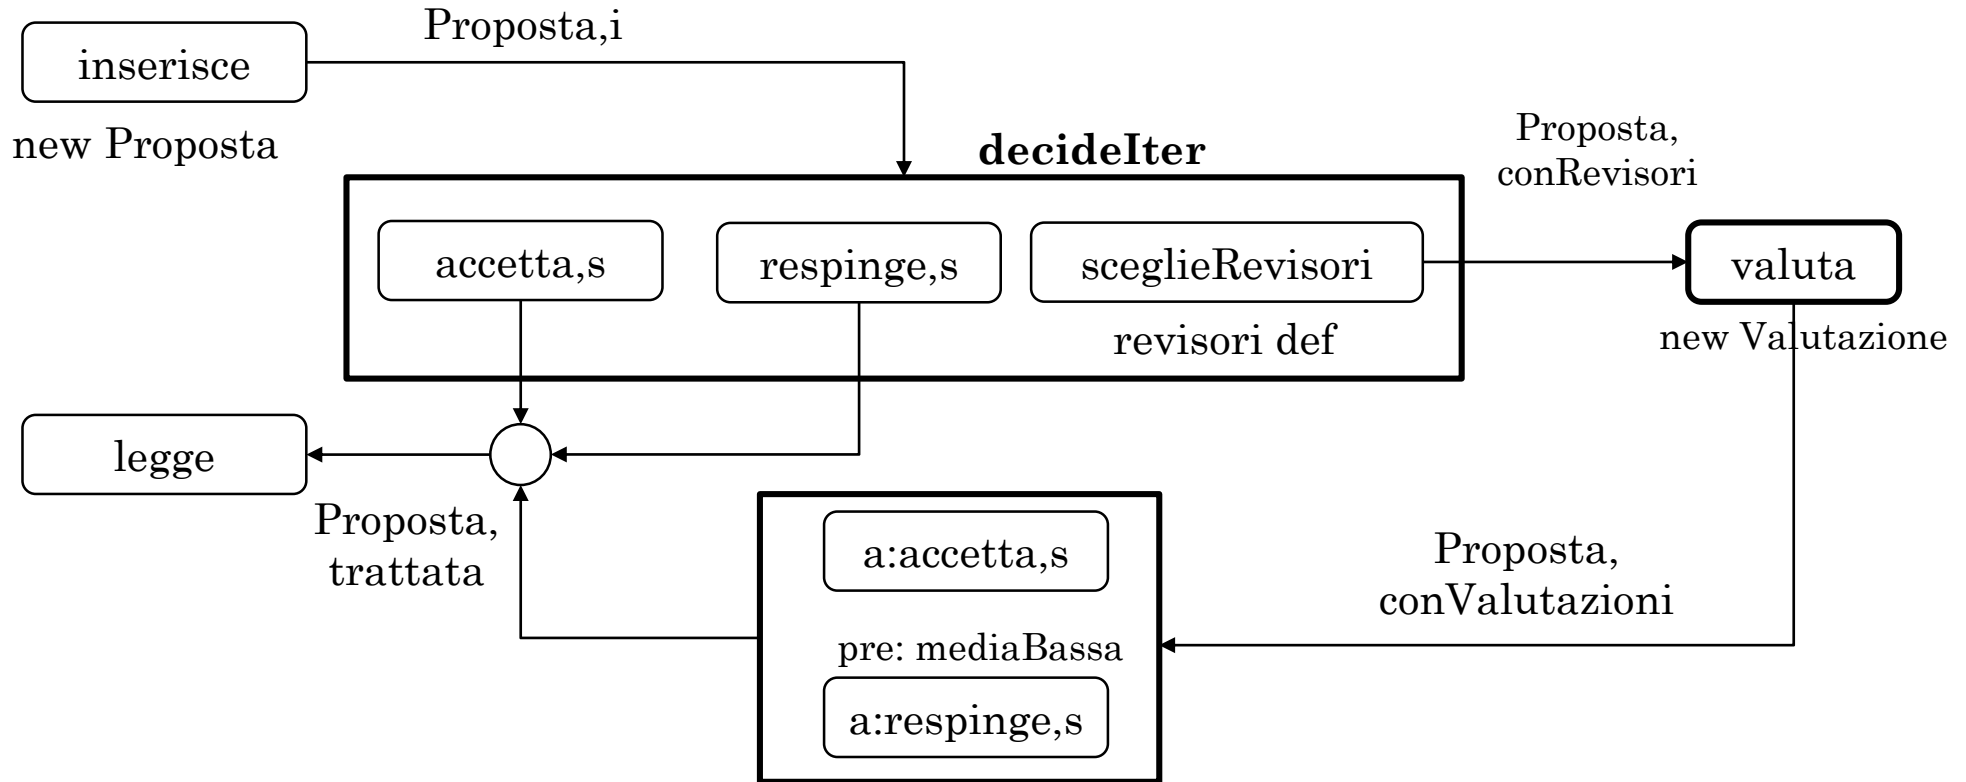 inserisce
Proposta,i
new Proposta
decideIter
Proposta,
conRevisori
accetta,s
respinge,s
sceglieRevisori
valuta
revisori def
new Valutazione
legge
Proposta,
trattata
a:accetta,s
Proposta,
conValutazioni
pre: mediaBassa
a:respinge,s